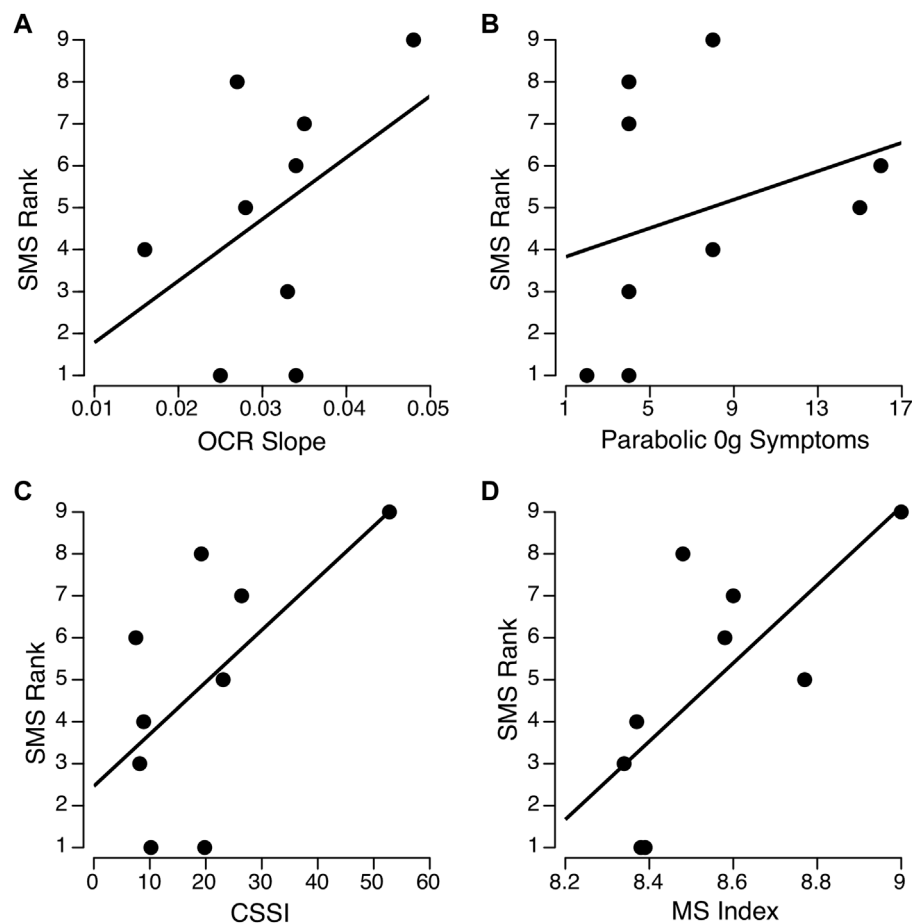 A
SMS Rank
9
8
7
6
5
4
3
2
1
0.01 0.02 0.03 0.04 0.05
OCR Slope
B
SMS Rank
9
8
7
6
5
4
3
2
1
1 5 9 13 17
Parabolic 0g Symptoms
C
SMS Rank
9
8
7
6
5
4
3
2
1
0 10 20 30 40 50 60
CSSI
D
SMS Rank
9
8
7
6
5
4
3
2
1
8.2 8.4 8.6 8.8 9
MS Index